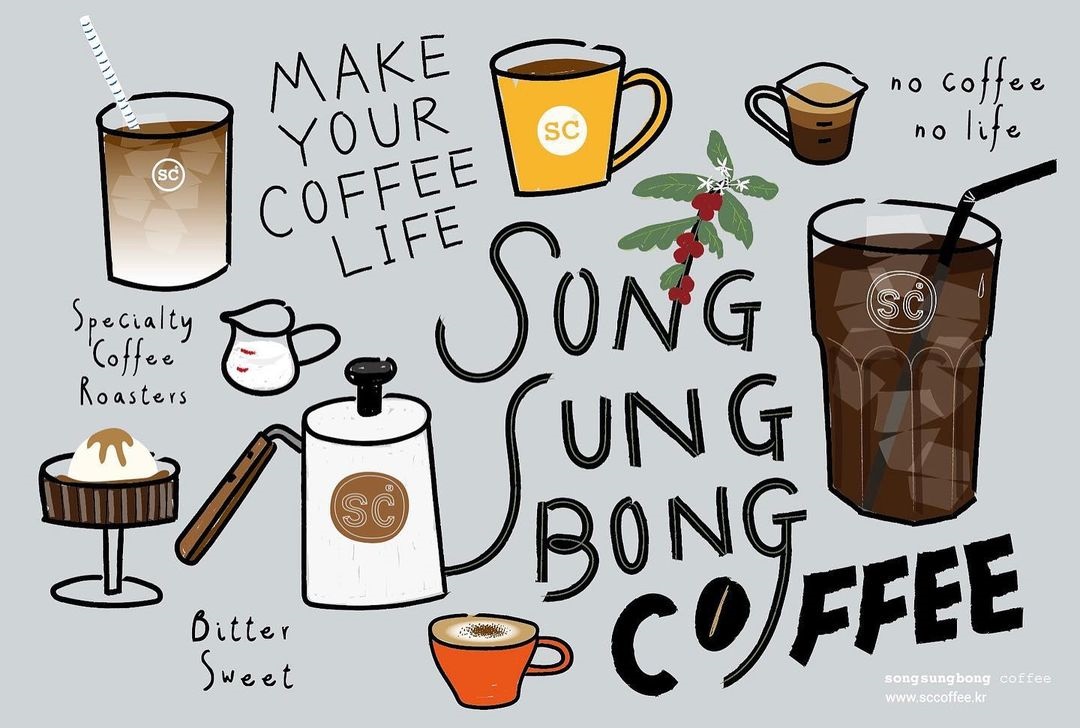 MAKE
YOUR
COFFEE
LIFE
SC
SC
no coffee
no life
SONG
SUNG
BONG
COFFEE
SC®
Specialty
Coffee
Roasters
SC®
Bitter
Sweet
songsungbong coffee
www.sccoffee.kr